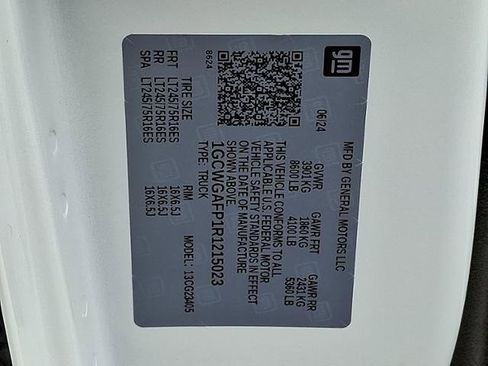 gm
MFD BY GENERAL MOTORS LLC
06/24 GVWR GAWR FRT GAWR RR
3901 KG 1860 KG 2431 KG
8600 LB 4100 LB 5360 LB
THIS VEHICLE CONFORMS TO ALL
APPLICABLE U.S. FEDERAL MOTOR
VEHICLE SAFETY STANDARDS IN EFFECT
ON THE DATE OF MANUFACTURE
SHOWN ABOVE.
1GCWGAFP1R1215023
TYPE: TRUCK MODEL: 13CG23405
8624
TIRE SIZE
FRT LT245/75R16ES 16X6.5J
RR LT245/75R16ES 16X6.5J
SPA LT245/75R16ES 16X6.5J